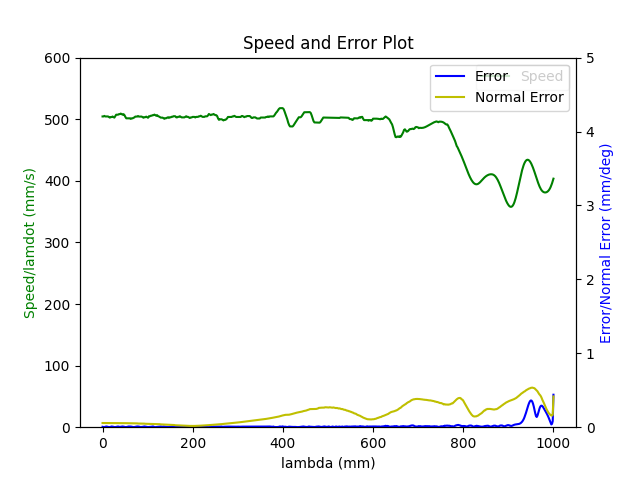 Speed and Error Plot
600
500
400
300
200
100
0
Speed/lamdot (mm/s)
5
4
3
2
1
0
Error/Normal Error (mm/deg)
Error
Speed
Normal Error
0
200
400
600
800
1000
lambda (mm)